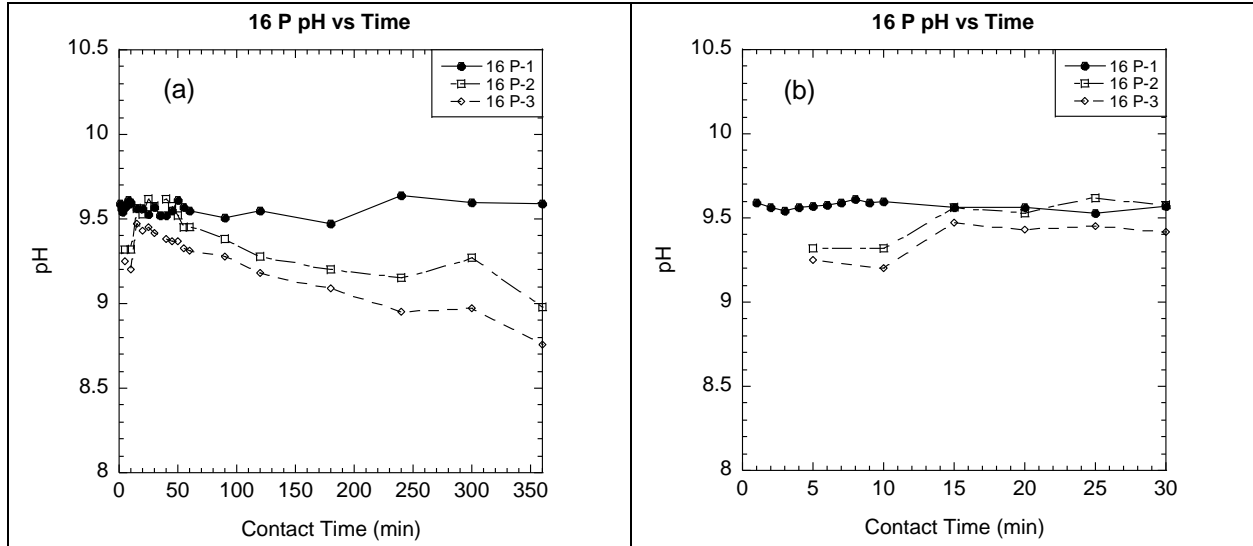 16 P pH vs Time
10.5
10
9.5
9
8.5
8
pH
(a)
16 P-1
16 P-2
16 P-3
0 50 100 150 200 250 300 350
Contact Time (min)
16 P pH vs Time
10.5
10
9.5
9
8.5
8
pH
(b)
16 P-1
16 P-2
16 P-3
0 5 10 15 20 25 30
Contact Time (min)